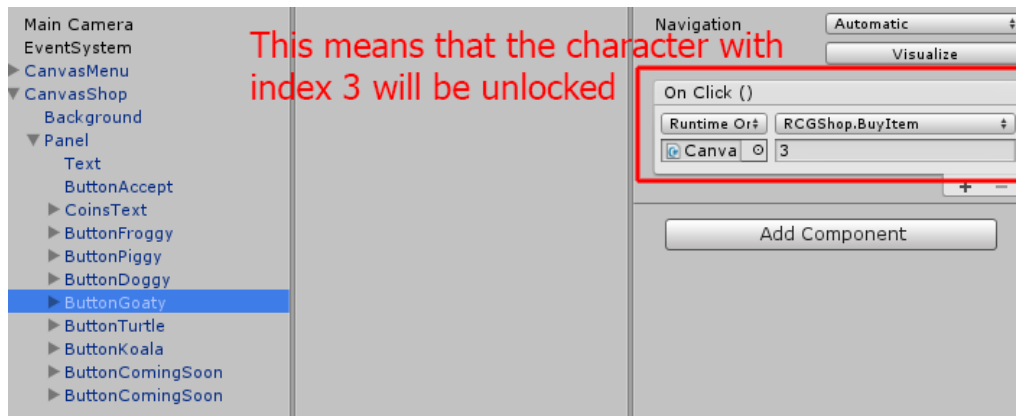 Main Camera
EventSystem
CanvasMenu
CanvasShop
Background
Panel
Text
ButtonAccept
CoinsText
ButtonFroggy
ButtonPiggy
ButtonDoggy
ButtonGoaty
ButtonTurtle
ButtonKoala
ButtonComingSoon
ButtonComingSoon
This means that the character with
index 3 will be unlocked
Navigation Automatic
Visualize
On Click ()
Runtime Or RCGShop.BuyItem
Canva 3
+ −
Add Component